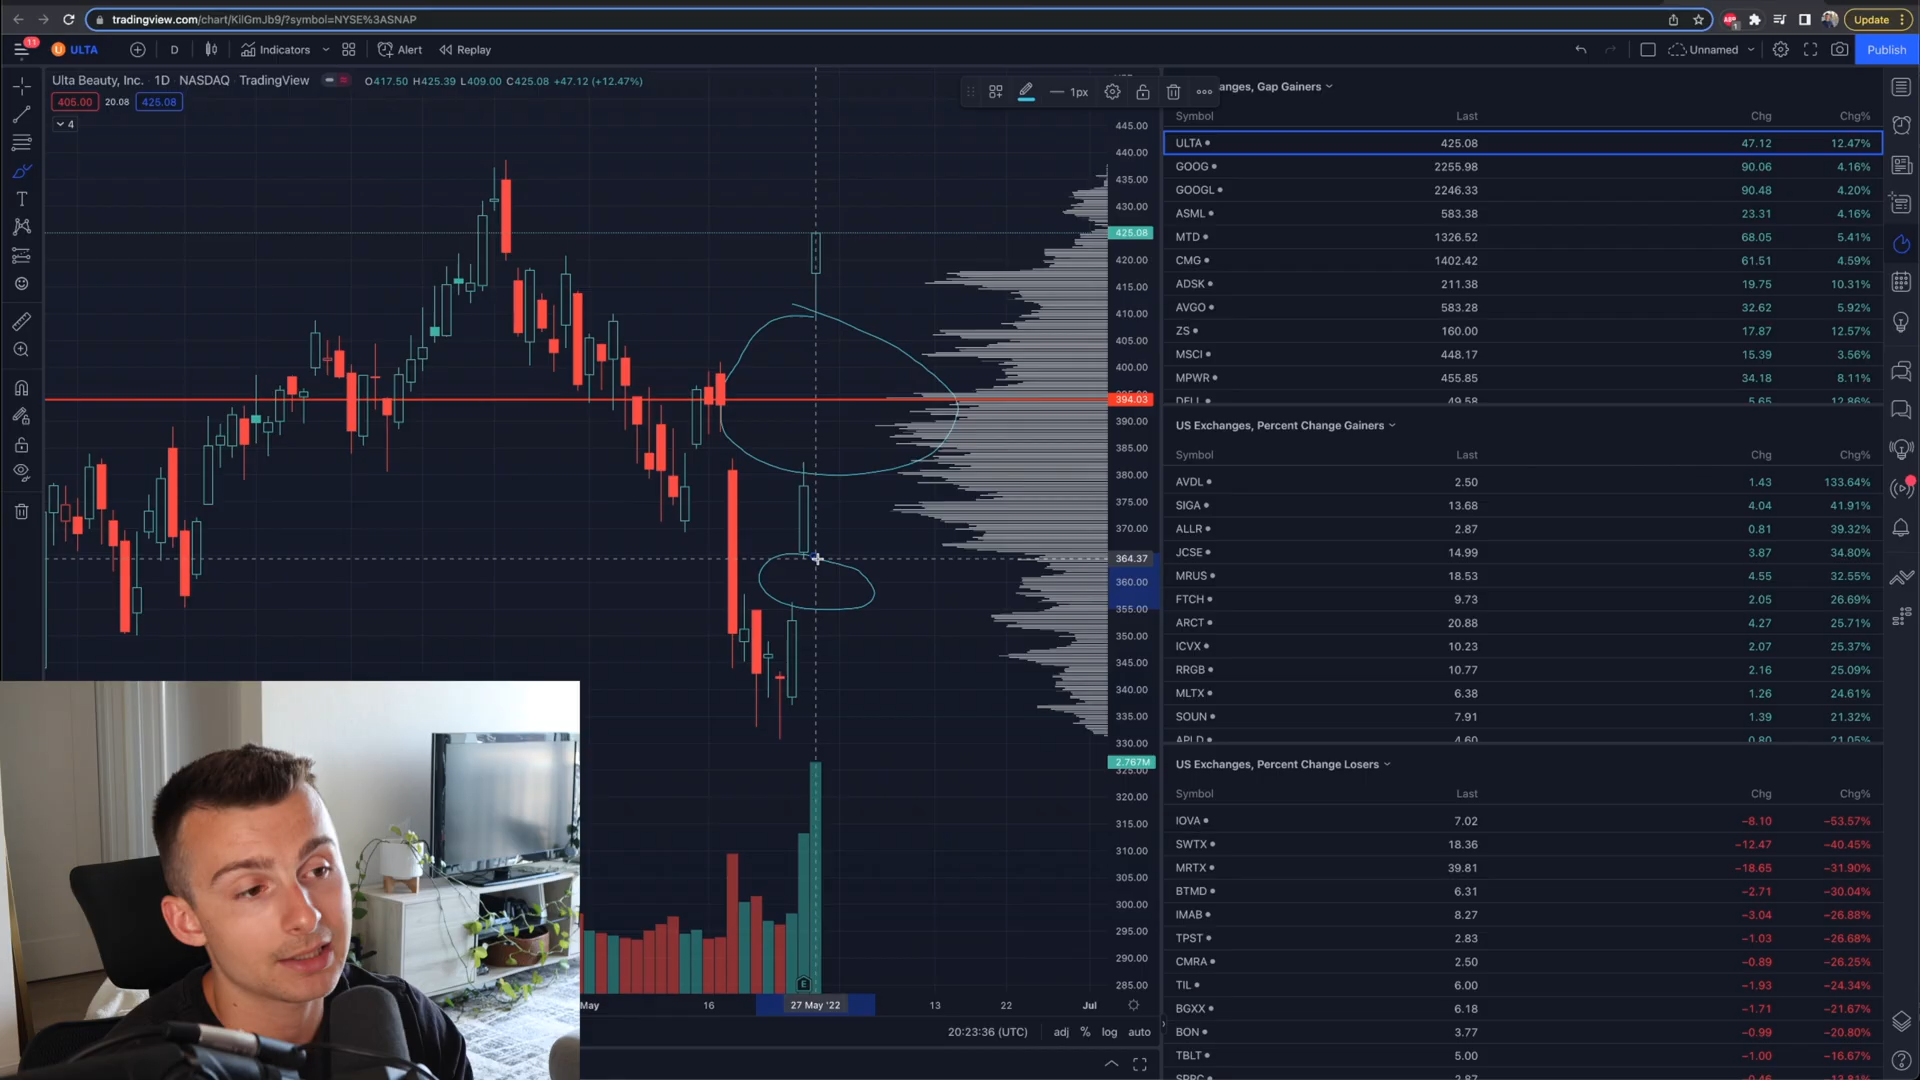 tradingview.com/chart/KilGmJb9/?symbol=NYSE%3ASNAP
Update
11
ULTA
D
Indicators
Alert
Replay
Unnamed
Publish
Ulta Beauty, Inc. · 1D · NASDAQ · TradingView
O417.50 H425.39 L409.00 C425.08 +47.12 (+12.47%)
405.00 20.08 425.08
4
1px
anges, Gap Gainers
Symbol Last Chg Chg%
ULTA 425.08 47.12 12.47%
GOOG 2255.98 90.06 4.16%
GOOGL 2246.33 90.48 4.20%
ASML 583.38 23.31 4.16%
MTD 1326.52 68.05 5.41%
CMG 1402.42 61.51 4.59%
ADSK 211.38 19.75 10.31%
AVGO 583.28 32.62 5.92%
ZS 160.00 17.87 12.57%
MSCI 448.17 15.39 3.56%
MPWR 455.85 34.18 8.11%
DELL 49.58 5.65 12.86%
US Exchanges, Percent Change Gainers
Symbol Last Chg Chg%
AVDL 2.50 1.43 133.64%
SIGA 13.68 4.04 41.91%
ALLR 2.87 0.81 39.32%
JCSE 14.99 3.87 34.80%
MRUS 18.53 4.55 32.55%
FTCH 9.73 2.05 26.69%
ARCT 20.88 4.27 25.71%
ICVX 10.23 2.07 25.37%
RRGB 10.77 2.16 25.09%
MLTX 6.38 1.26 24.61%
SOUN 7.91 1.39 21.32%
APLD 4.60 0.80 21.05%
US Exchanges, Percent Change Losers
Symbol Last Chg Chg%
IOVA 7.02 −8.10 −53.57%
SWTX 18.36 −12.47 −40.45%
MRTX 39.81 −18.65 −31.90%
BTMD 6.31 −2.71 −30.04%
IMAB 8.27 −3.04 −26.88%
TPST 2.83 −1.03 −26.68%
CMRA 2.50 −0.89 −26.25%
TIL 6.00 −1.93 −24.34%
BGXX 6.18 −1.71 −21.67%
BON 3.77 −0.99 −20.80%
TBLT 5.00 −1.00 −16.67%
445.00
440.00
435.00
430.00
425.08
420.00
415.00
410.00
405.00
400.00
394.03
390.00
385.00
380.00
375.00
370.00
364.37
360.00
355.00
350.00
345.00
340.00
335.00
330.00
2.767M
325.00
320.00
315.00
310.00
305.00
300.00
295.00
290.00
285.00
E
May 16 27 May '22 13 22 Jul
20:23:36 (UTC) adj % log auto